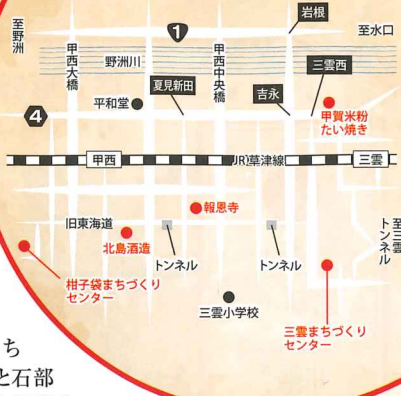 岩根
1
至水口
至野洲
甲西大橋
野洲川
甲西中央橋
三雲西
夏見新田
吉永
平和堂
4
甲賀米粉
たい焼き
甲西
JR草津線
三雲
報恩寺
旧東海道
北島酒造
トンネル
トンネル
至三雲
トンネル
柑子袋まちづくり
センター
三雲小学校
三雲まちづくり
センター
ち
と石部